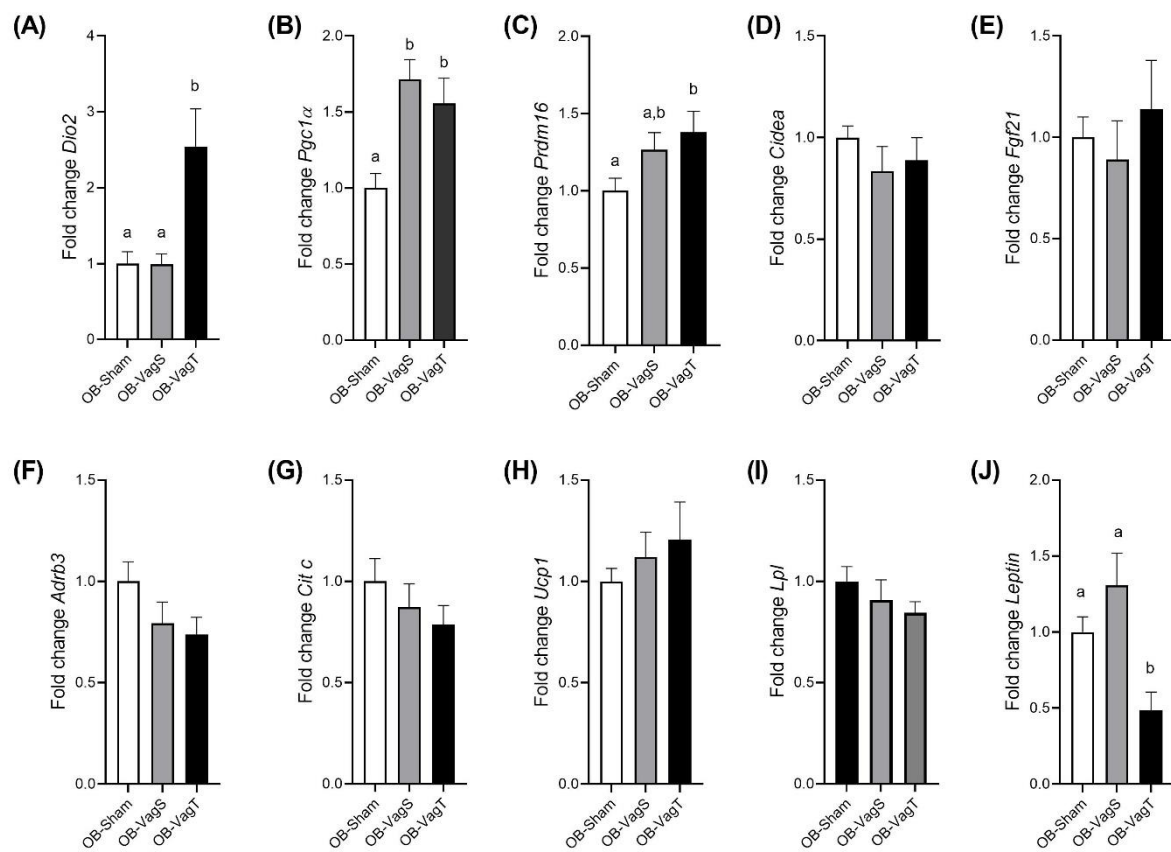 (A)
Fold change Dio2
4
3
2
1
0
a
a
b
OB-Sham
OB-VagS
OB-VagT
(B)
Fold change Pgc1α
2.0
1.5
1.0
0.5
0.0
a
b
b
OB-Sham
OB-VagS
OB-VagT
(C)
Fold change Prdm16
2.0
1.5
1.0
0.5
0.0
a
a,b
b
OB-Sham
OB-VagS
OB-VagT
(D)
Fold change Cidea
1.5
1.0
0.5
0.0
OB-Sham
OB-VagS
OB-VagT
(E)
Fold change Fgf21
1.5
1.0
0.5
0.0
OB-Sham
OB-VagS
OB-VagT
(F)
Fold change Adrb3
1.5
1.0
0.5
0.0
OB-Sham
OB-VagS
OB-VagT
(G)
Fold change Cit c
1.5
1.0
0.5
0.0
OB-Sham
OB-VagS
OB-VagT
(H)
Fold change Ucp1
1.5
1.0
0.5
0.0
OB-Sham
OB-VagS
OB-VagT
(I)
Fold change Lpl
1.5
1.0
0.5
0.0
OB-Sham
OB-VagS
OB-VagT
(J)
Fold change Leptin
2.0
1.5
1.0
0.5
0.0
a
a
b
OB-Sham
OB-VagS
OB-VagT